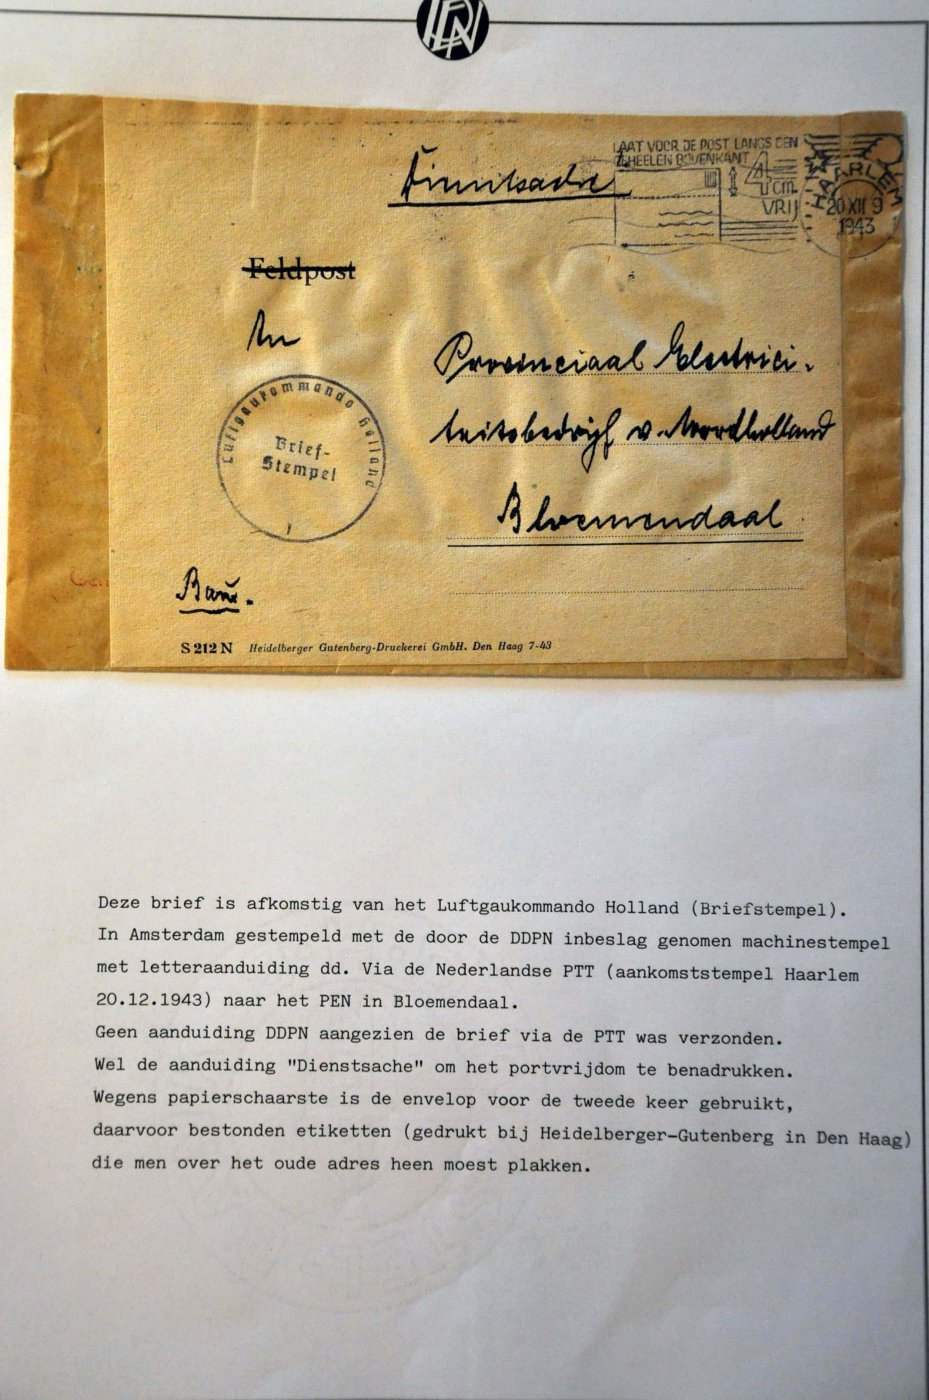 DDPN
Dienstsache
LAAT VOOR DE POST LANGS DEN
GEHEELEN BOVENKANT 4
cm
VRIJ
HAARLEM
20 XII 9
1943
Feldpost
An
Provinciaal Electrici-
teitsbedrijf v. Noordholland
Bloemendaal
Luftgaukommando Holland
Brief-
Stempel
1
S 212 N Heidelberger Gutenberg-Druckerei GmbH. Den Haag 7-43
Deze brief is afkomstig van het Luftgaukommando Holland (Briefstempel).
In Amsterdam gestempeld met de door de DDPN inbeslag genomen machinestempel
met letteraanduiding dd. Via de Nederlandse PTT (aankomststempel Haarlem
20.12.1943) naar het PEN in Bloemendaal.
Geen aanduiding DDPN aangezien de brief via de PTT was verzonden.
Wel de aanduiding "Dienstsache" om het portvrijdom te benadrukken.
Wegens papierschaarste is de envelop voor de tweede keer gebruikt,
daarvoor bestonden etiketten (gedrukt bij Heidelberger-Gutenberg in Den Haag)
die men over het oude adres heen moest plakken.